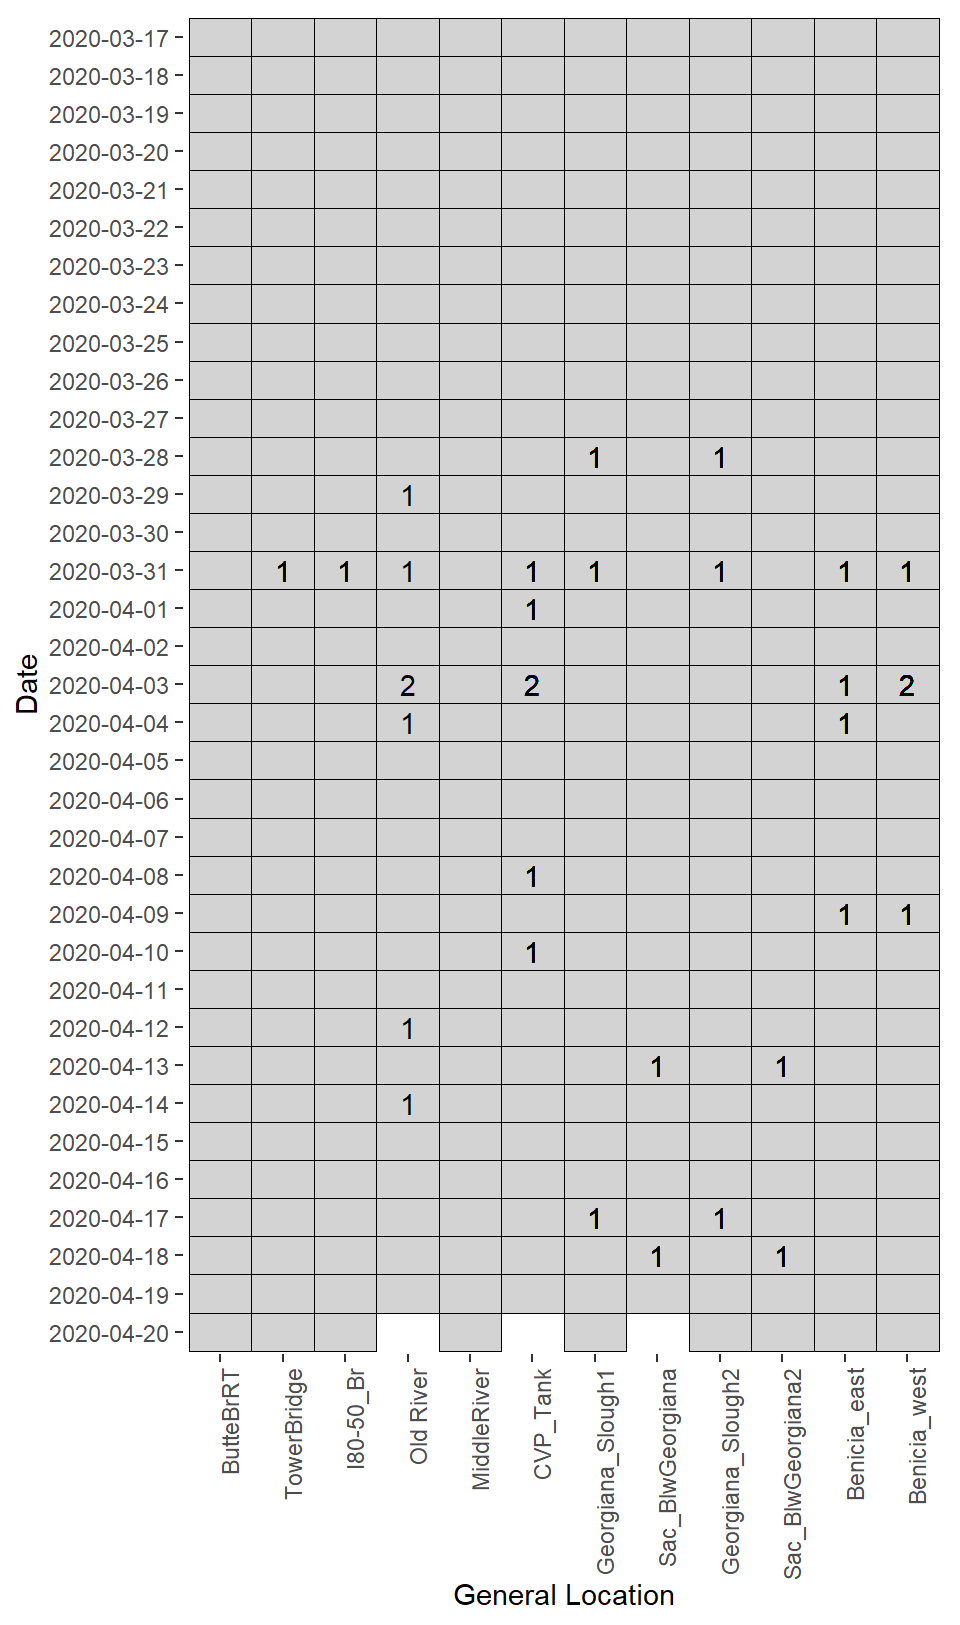 2020-03-17
2020-03-18
2020-03-19
2020-03-20
2020-03-21
2020-03-22
2020-03-23
2020-03-24
2020-03-25
2020-03-26
2020-03-27
2020-03-28 1 1
2020-03-29 1
2020-03-30
2020-03-31 1 1 1 1 1 1 1 1
2020-04-01 1
2020-04-02
2020-04-03 2 2 1 2
2020-04-04 1 1
2020-04-05
2020-04-06
2020-04-07
2020-04-08 1
2020-04-09 1 1
2020-04-10 1
2020-04-11
2020-04-12 1
2020-04-13 1 1
2020-04-14 1
2020-04-15
2020-04-16
2020-04-17 1 1
2020-04-18 1 1
2020-04-19
2020-04-20
Date
ButteBrRT
TowerBridge
I80-50_Br
Old River
MiddleRiver
CVP_Tank
Georgiana_Slough1
Sac_BlwGeorgiana
Georgiana_Slough2
Sac_BlwGeorgiana2
Benicia_east
Benicia_west
General Location